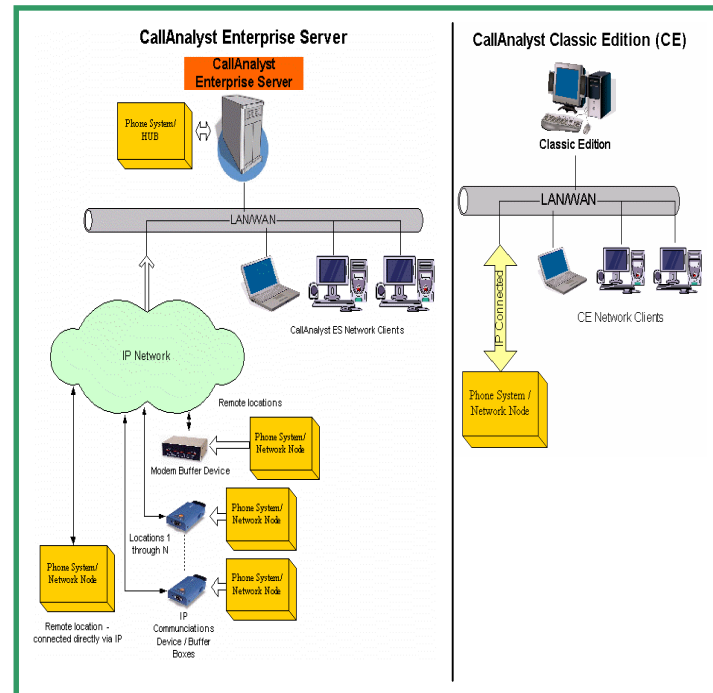 CallAnalyst Enterprise Server
CallAnalyst
Enterprise Server
Phone System/
HUB
LAN/WAN
CallAnalyst ES Network Clients
IP Network
Remote locations
Phone System/
Network Node
Modem Buffer Device
Phone System/
Network Node
Locations 1
through N
Phone System/
Network Node
Phone System/
Network Node
IP
Communciations
Device / Buffer
Boxes
Remote location -
connected directly via IP
CallAnalyst Classic Edition (CE)
Classic Edition
LAN/WAN
IP Connected
CE Network Clients
Phone System /
Network Node